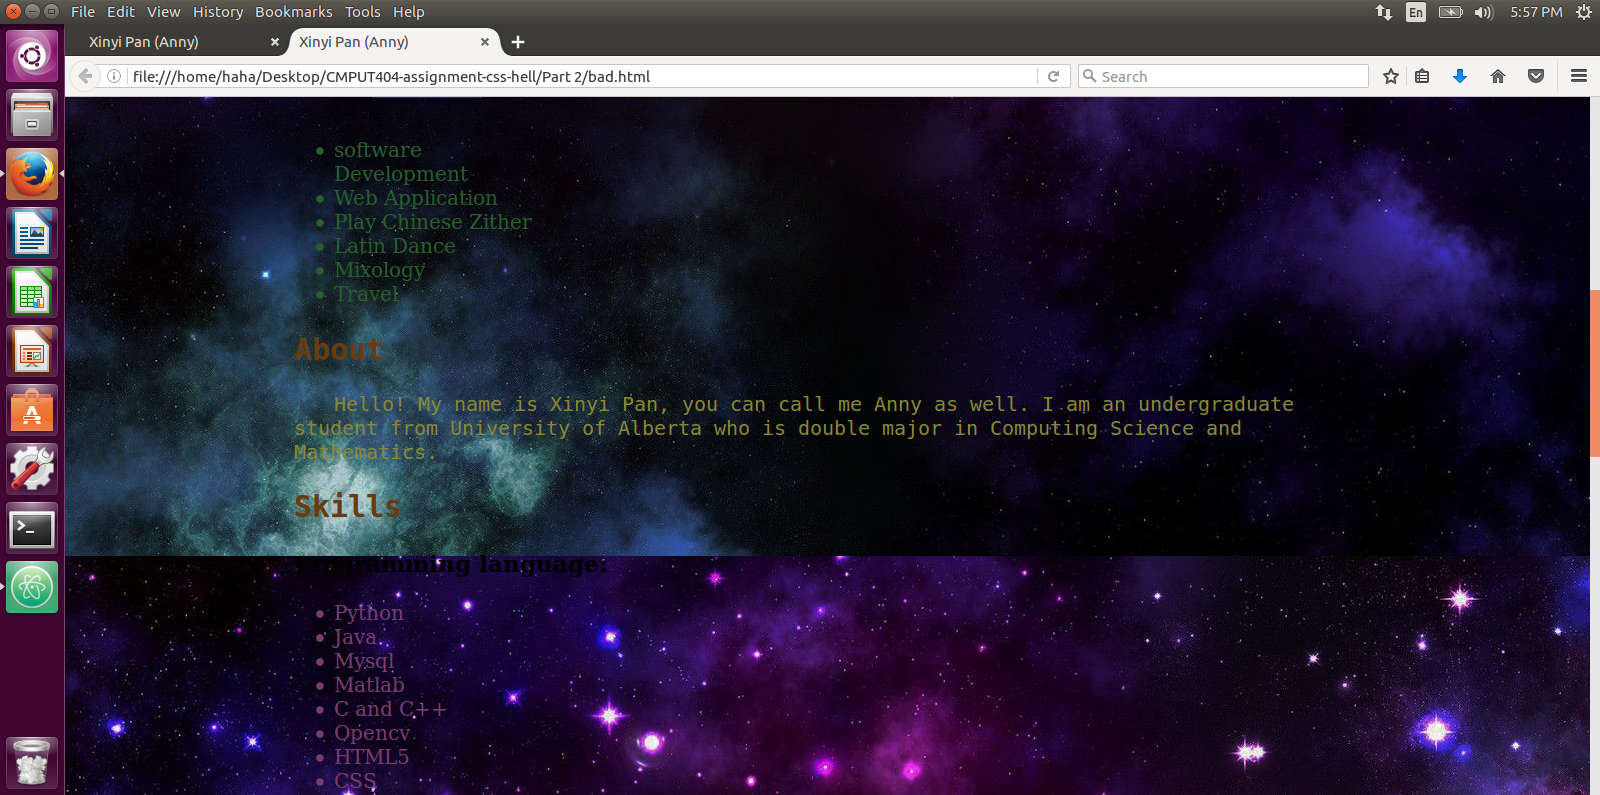 File Edit View History Bookmarks Tools Help
En
5:57 PM
Xinyi Pan (Anny)
Xinyi Pan (Anny)
file:///home/haha/Desktop/CMPUT404-assignment-css-hell/Part 2/bad.html
Search
software
Development
Web Application
Play Chinese Zither
Latin Dance
Mixology
Travel
About
Hello! My name is Xinyi Pan, you can call me Anny as well. I am an undergraduate
student from University of Alberta who is double major in Computing Science and
Mathematics.
Skills
Programming language:
Python
Java
Mysql
Matlab
C and C++
Opencv
HTML5
CSS